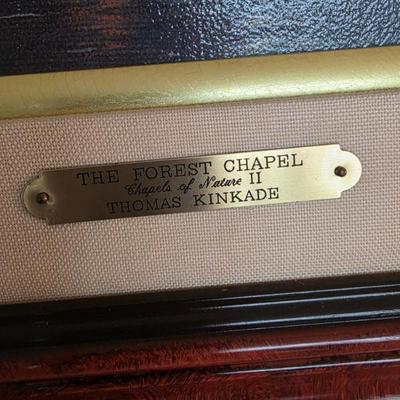 THE FOREST CHAPEL
Chapels of Nature II
THOMAS KINKADE